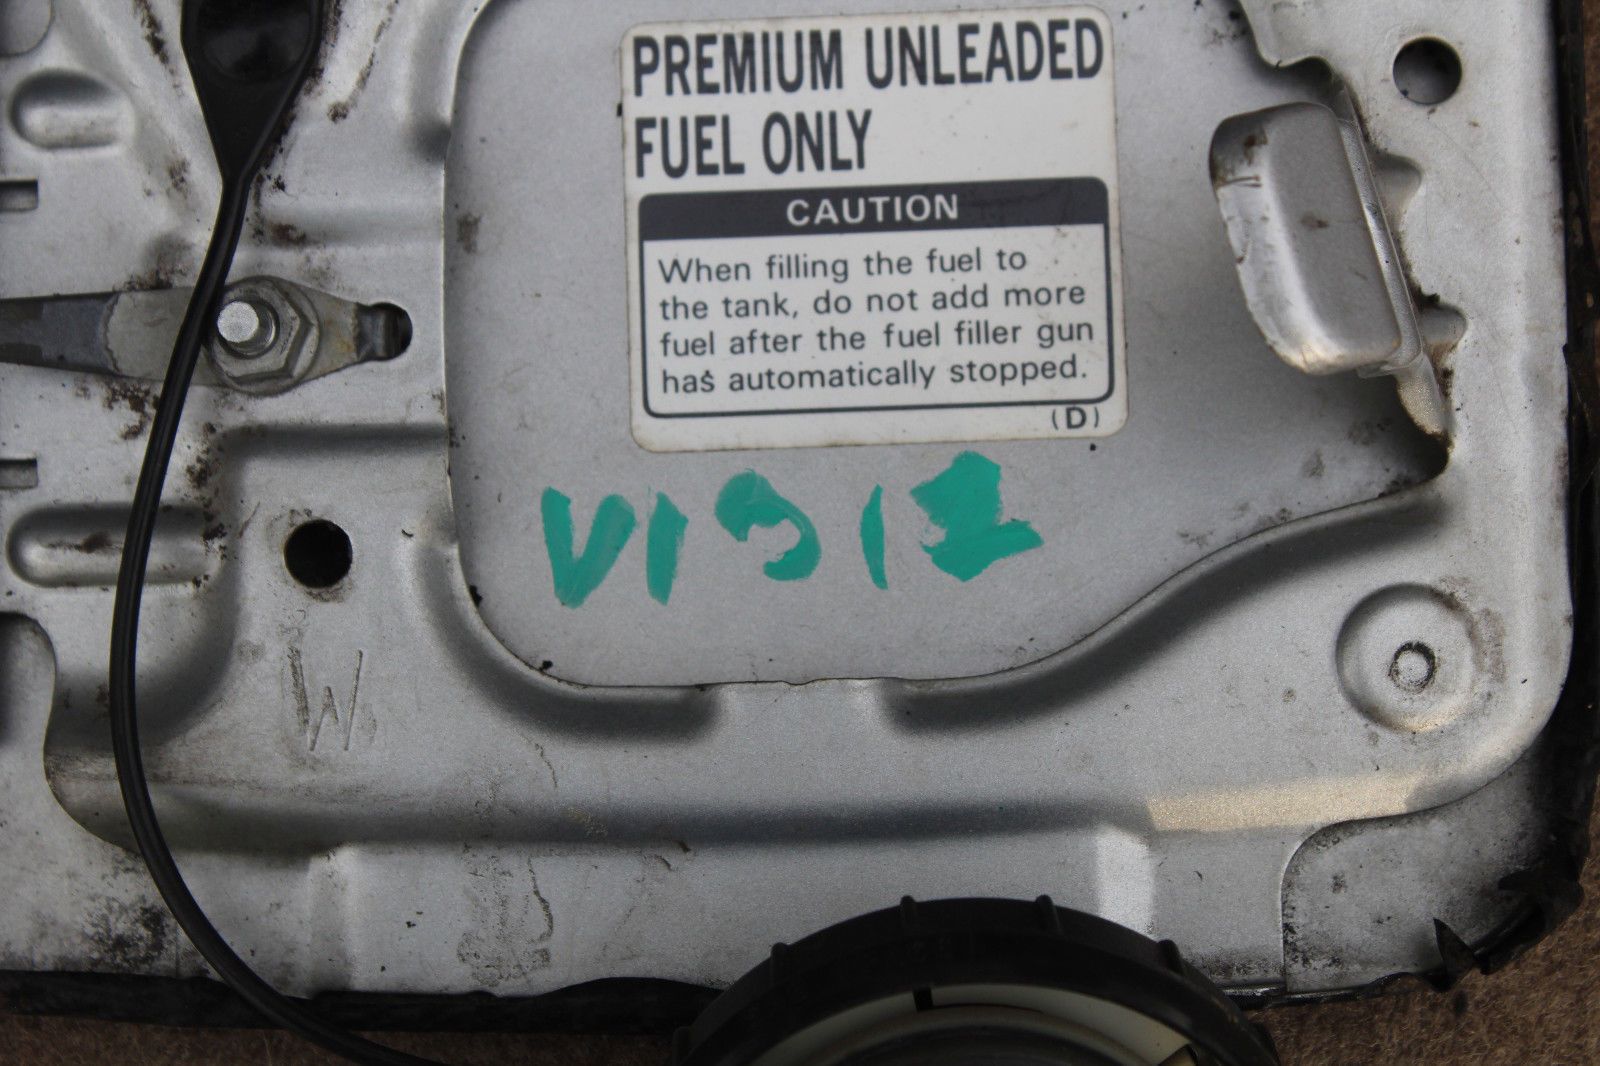 PREMIUM UNLEADED
FUEL ONLY
CAUTION
When filling the fuel to
the tank, do not add more
fuel after the fuel filler gun
has automatically stopped.
(D)
V1912
W